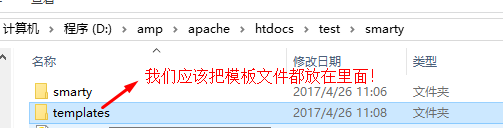 计算机 › 程序 (D:) › amp › apache › htdocs › test › smarty
名称 修改日期 类型
smarty 2017/4/26 11:06 文件夹
我们应该把模板文件都放在里面！
templates 2017/4/26 11:08 文件夹